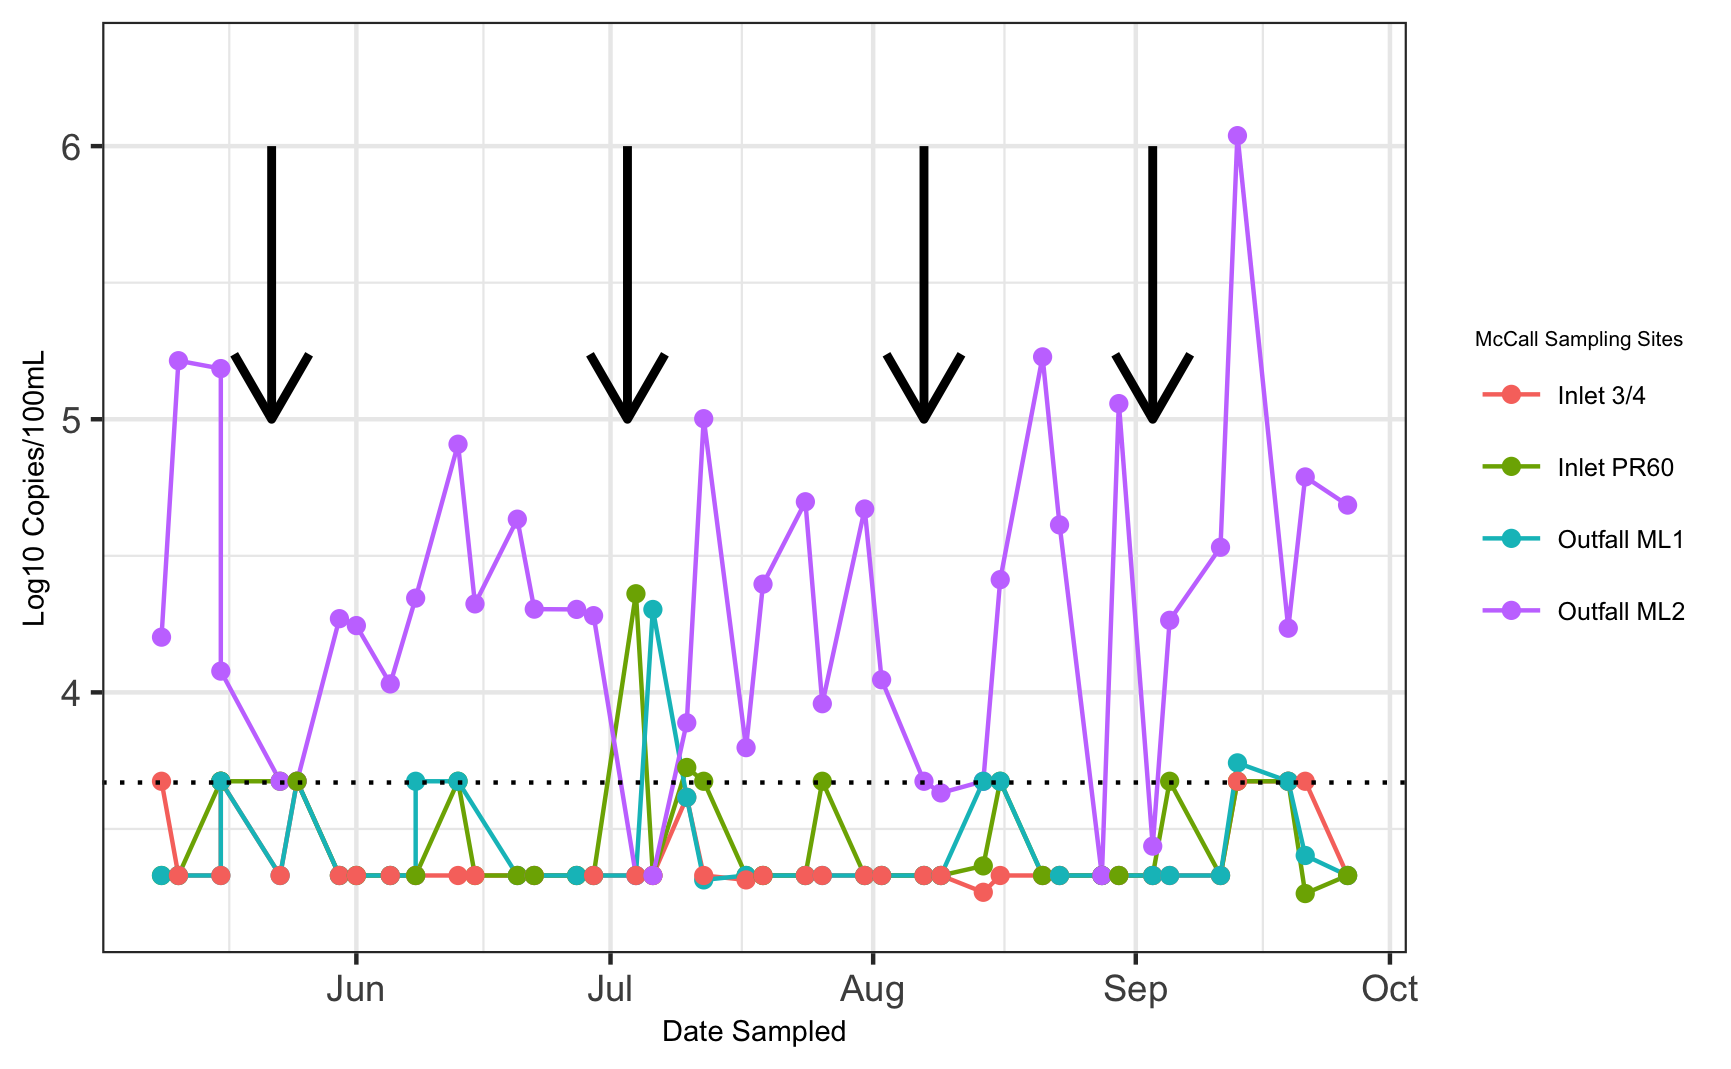 6
5
4
Log10 Copies/100mL
Jun Jul Aug Sep Oct
Date Sampled
McCall Sampling Sites
Inlet 3/4
Inlet PR60
Outfall ML1
Outfall ML2